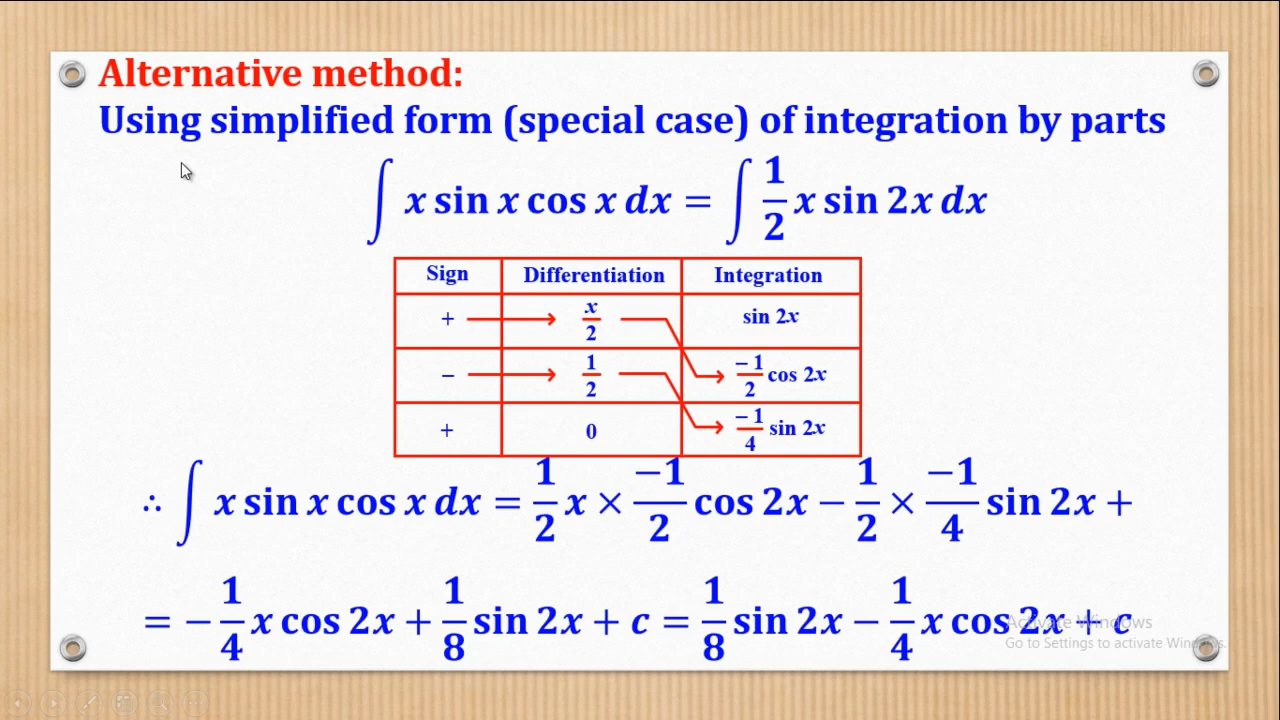 Alternative method:
Using simplified form (special case) of integration by parts
∫ x sin x cos x dx = ∫ 1/2 x sin 2x dx
Sign Differentiation Integration
+ x/2 sin 2x
− 1/2 −1/2 cos 2x
+ 0 −1/4 sin 2x
∴ ∫ x sin x cos x dx = 1/2 x × −1/2 cos 2x − 1/2 × −1/4 sin 2x +
= − 1/4 x cos 2x + 1/8 sin 2x + c = 1/8 sin 2x − 1/4 x cos 2x + c
Activate Windows
Go to Settings to activate Windows.